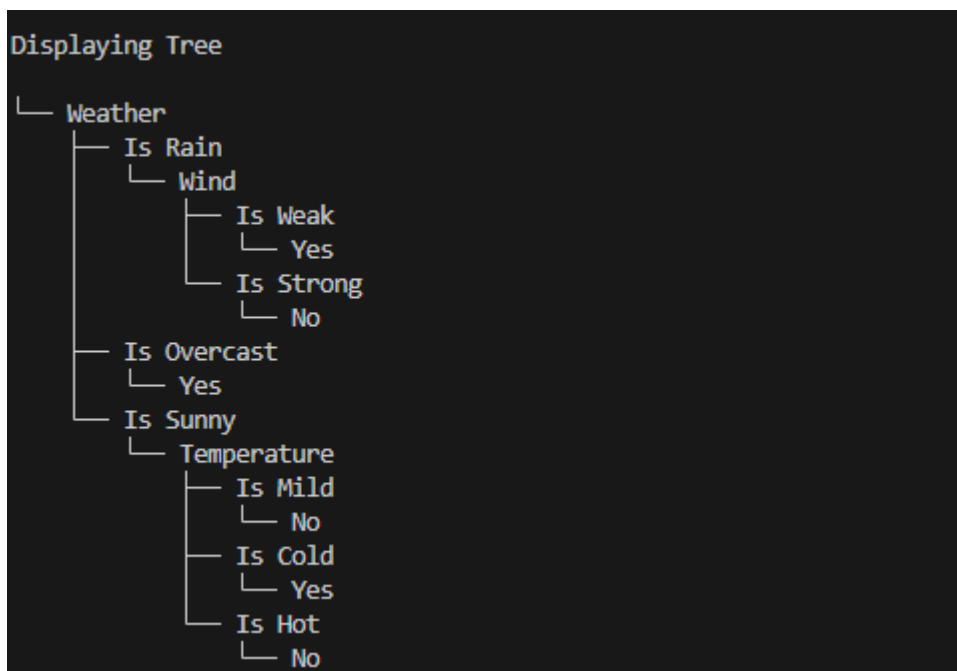 Displaying Tree
└── Weather
├── Is Rain
└── Wind
├── Is Weak
└── Yes
└── Is Strong
└── No
├── Is Overcast
└── Yes
└── Is Sunny
└── Temperature
├── Is Mild
└── No
├── Is Cold
└── Yes
└── Is Hot
└── No